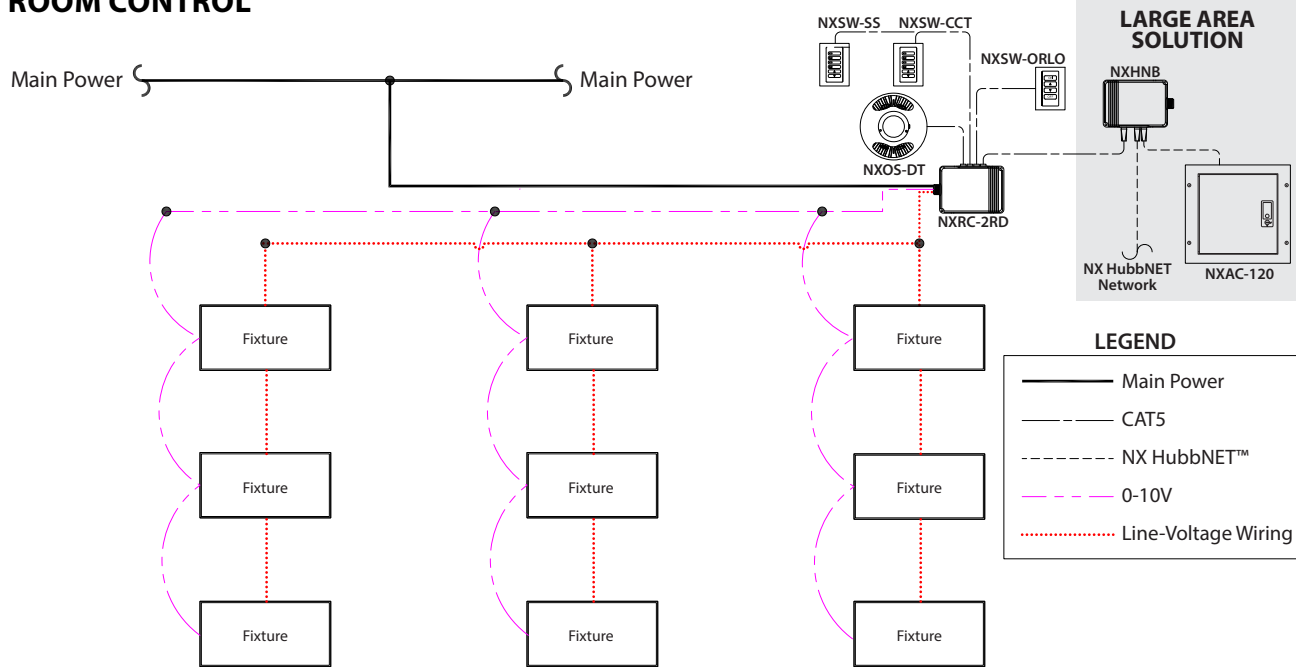 ROOM CONTROL
LARGE AREA
SOLUTION
NXSW-SS
NXSW-CCT
NXSW-ORLO
NXHNB
Main Power
Main Power
NXOS-DT
NXRC-2RD
NX HubbNET
Network
NXAC-120
Fixture
Fixture
Fixture
Fixture
Fixture
Fixture
Fixture
Fixture
Fixture
LEGEND
Main Power
CAT5
NX HubbNET™
0-10V
Line-Voltage Wiring